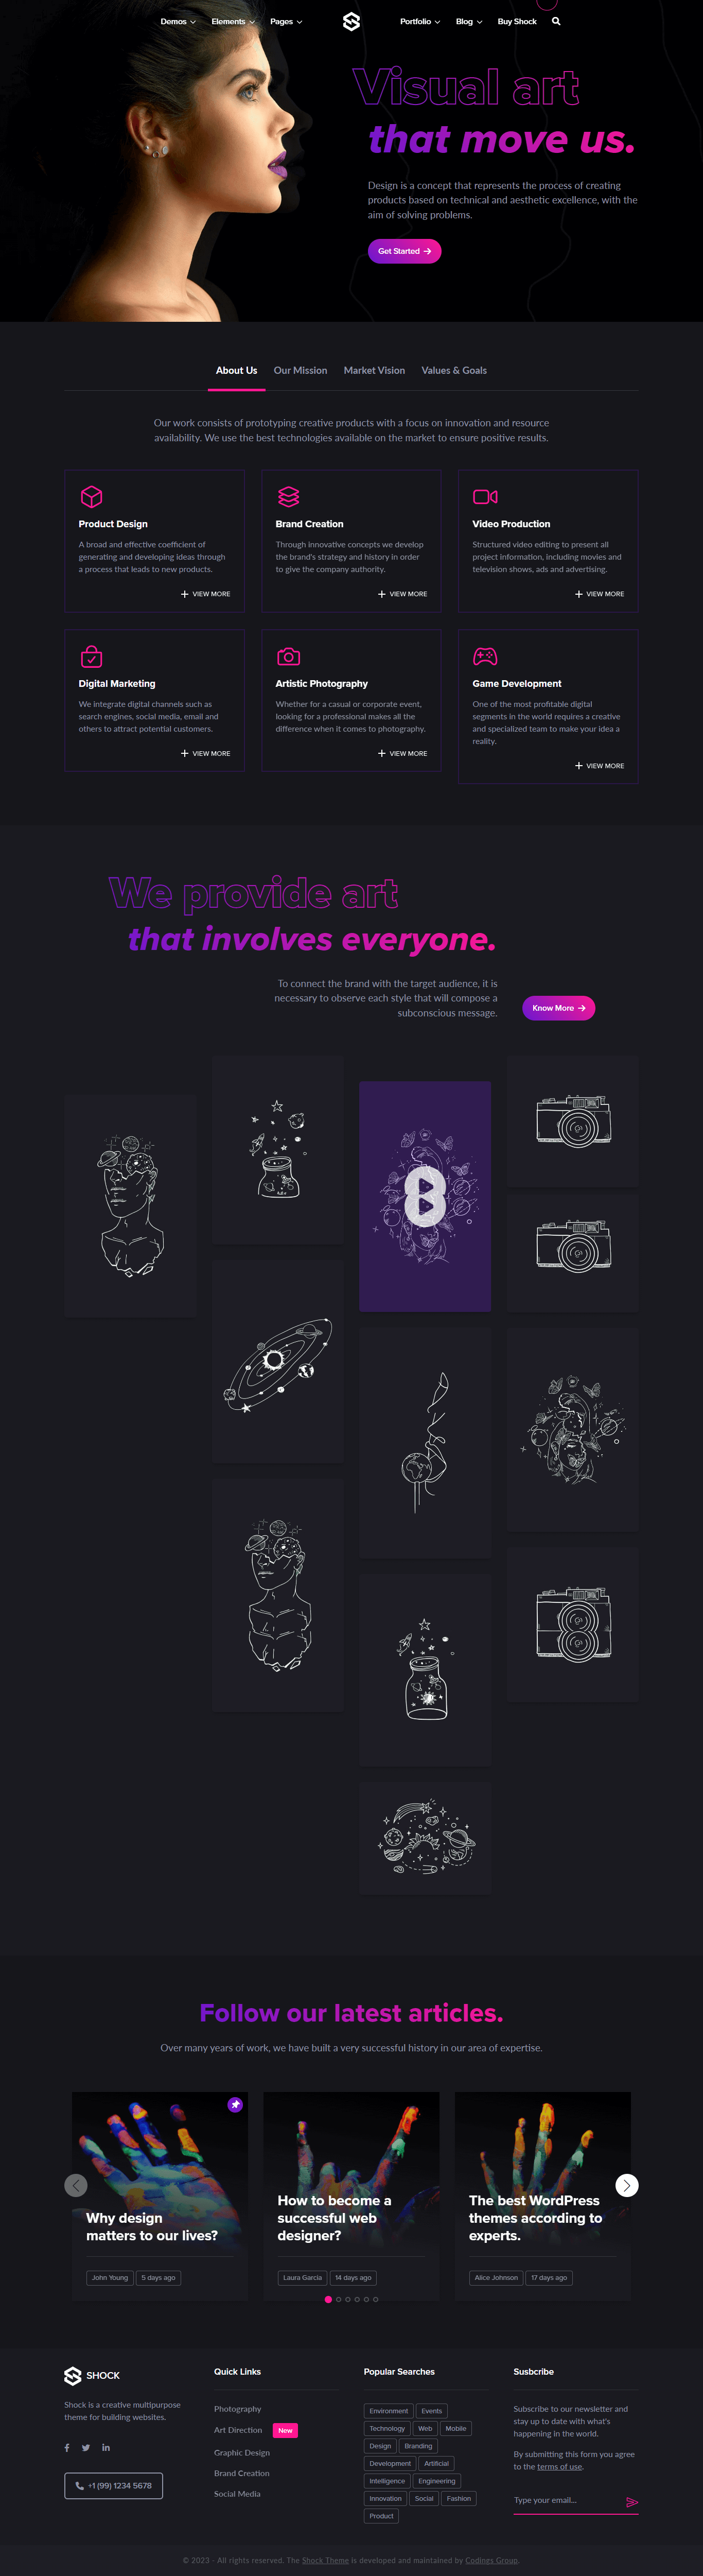 Demos Elements Pages Portfolio Blog Buy Shock
Visual art
that move us.
Design is a concept that represents the process of creating
products based on technical and aesthetic excellence, with the
aim of solving problems.
Get Started
About Us Our Mission Market Vision Values & Goals
Our work consists of prototyping creative products with a focus on innovation and resource
availability. We use the best technologies available on the market to ensure positive results.
Product Design
A broad and effective coefficient of
generating and developing ideas through
a process that leads to new products.
VIEW MORE
Brand Creation
Through innovative concepts we develop
the brand's strategy and history in order
to give the company authority.
VIEW MORE
Video Production
Structured video editing to present all
project information, including movies and
television shows, ads and advertising.
VIEW MORE
Digital Marketing
We integrate digital channels such as
search engines, social media, email and
others to attract potential customers.
VIEW MORE
Artistic Photography
Whether for a casual or corporate event,
looking for a professional makes all the
difference when it comes to photography.
VIEW MORE
Game Development
One of the most profitable digital
segments in the world requires a creative
and specialized team to make your idea a
reality.
VIEW MORE
We provide art
that involves everyone.
To connect the brand with the target audience, it is
necessary to observe each style that will compose a
subconscious message.
Know More
Follow our latest articles.
Over many years of work, we have built a very successful history in our area of expertise.
Why design
matters to our lives?
John Young 5 days ago
How to become a
successful web
designer?
Laura Garcia 14 days ago
The best WordPress
themes according to
experts.
Alice Johnson 17 days ago
SHOCK
Shock is a creative multipurpose
theme for building websites.
+1 (99) 1234 5678
Quick Links
Photography
Art Direction New
Graphic Design
Brand Creation
Social Media
Popular Searches
Environment Events
Technology Web Mobile
Design Branding
Development Artificial
Intelligence Engineering
Innovation Social Fashion
Product
Susbcribe
Subscribe to our newsletter and
stay up to date with what's
happening in the world.
By submitting this form you agree
to the terms of use.
Type your email...
© 2023 - All rights reserved. The Shock Theme is developed and maintained by Codings Group.